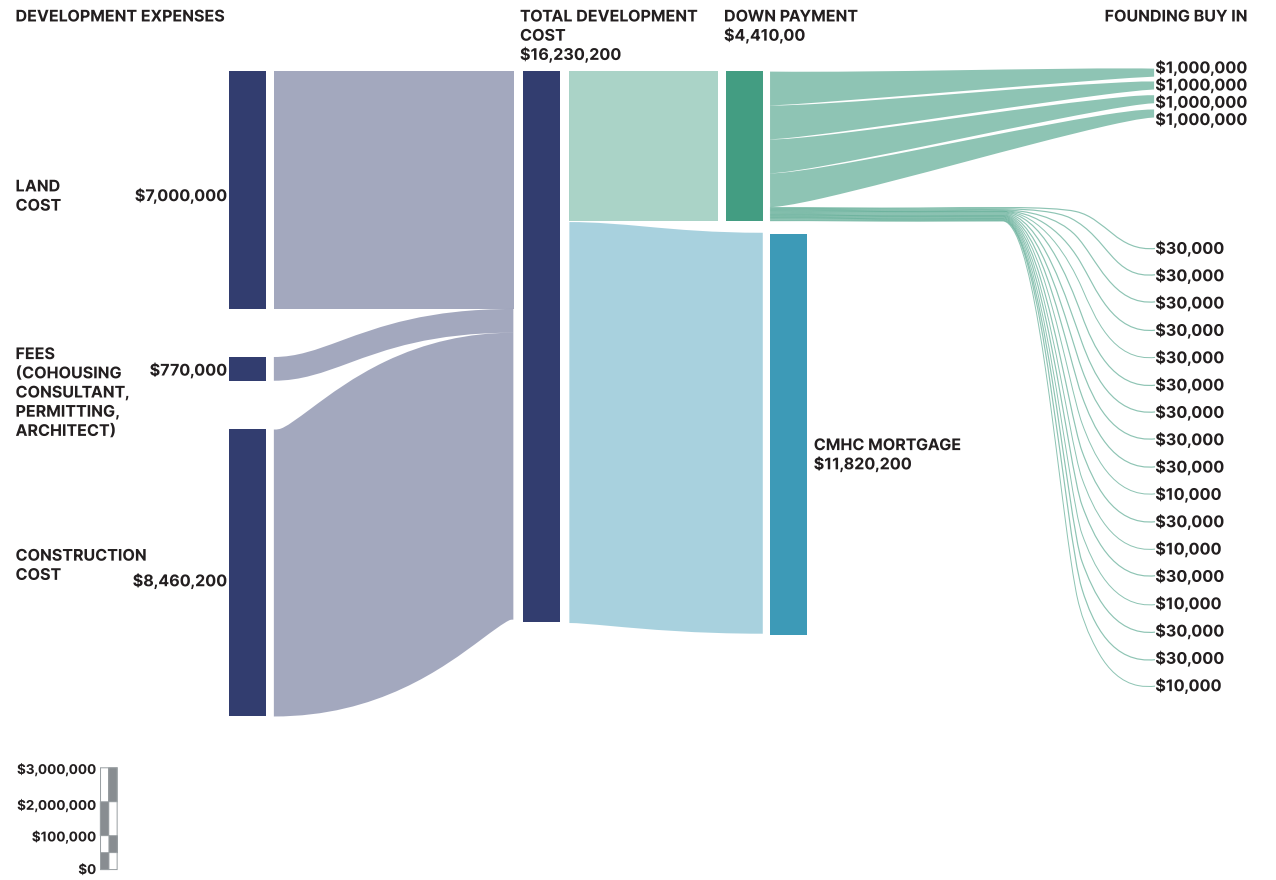 DEVELOPMENT EXPENSES
TOTAL DEVELOPMENT
COST
$16,230,200
DOWN PAYMENT
$4,410,00
FOUNDING BUY IN
$1,000,000
$1,000,000
$1,000,000
$1,000,000
LAND
COST
$7,000,000
$30,000
$30,000
$30,000
$30,000
$30,000
$30,000
$30,000
$30,000
$30,000
$10,000
$30,000
$10,000
$30,000
$10,000
$30,000
$30,000
$10,000
FEES
(COHOUSING
CONSULTANT,
PERMITTING,
ARCHITECT)
$770,000
CMHC MORTGAGE
$11,820,200
CONSTRUCTION
COST
$8,460,200
$3,000,000
$2,000,000
$100,000
$0